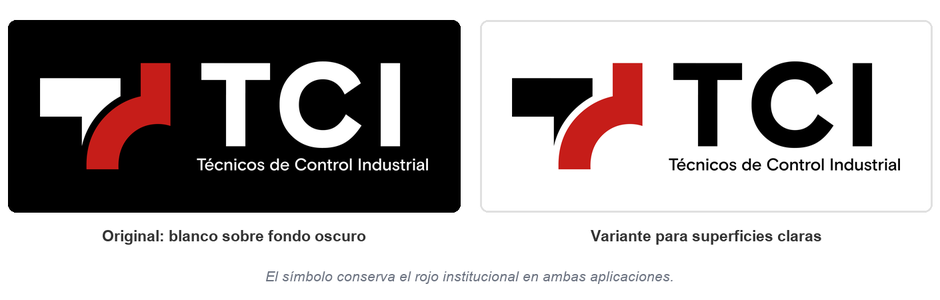 TCI
Técnicos de Control Industrial
TCI
Técnicos de Control Industrial
Original: blanco sobre fondo oscuro
Variante para superficies claras
El símbolo conserva el rojo institucional en ambas aplicaciones.